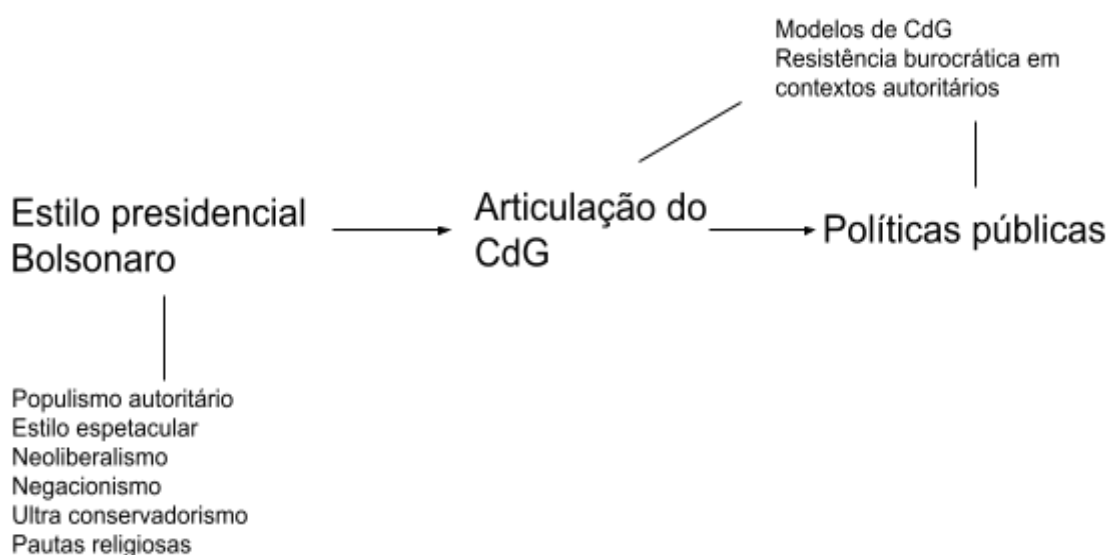 Modelos de CdG
Resistência burocrática em
contextos autoritários
Estilo presidencial
Bolsonaro
Articulação do
CdG
Políticas públicas
Populismo autoritário
Estilo espetacular
Neoliberalismo
Negacionismo
Ultra conservadorismo
Pautas religiosas